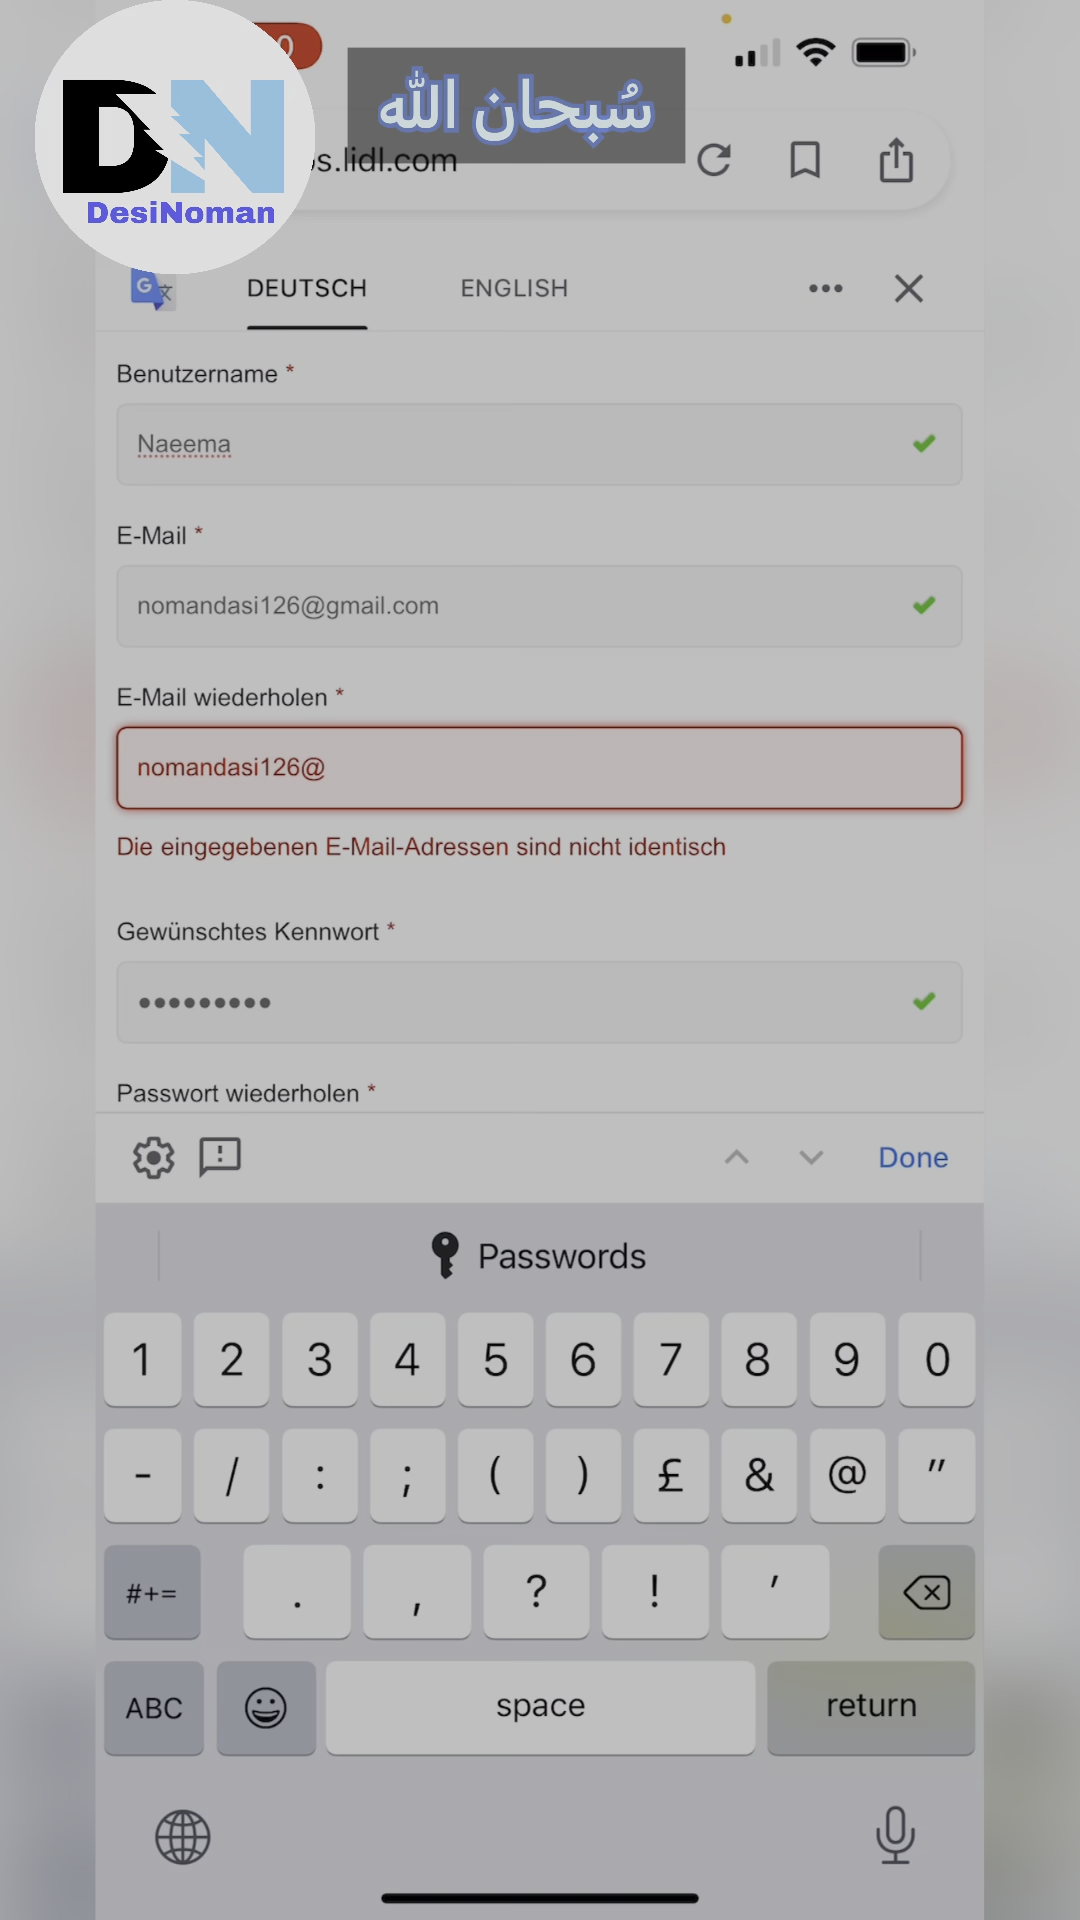 0
سُبحان الله
DN
DesiNoman
s.lidl.com
DEUTSCH
ENGLISH
Benutzername *
Naeema
E-Mail *
nomandasi126@gmail.com
E-Mail wiederholen *
nomandasi126@
Die eingegebenen E-Mail-Adressen sind nicht identisch
Gewünschtes Kennwort *
•••••••••
Passwort wiederholen *
Done
Passwords
1 2 3 4 5 6 7 8 9 0
- / : ; ( ) £ & @ "
#+= . , ? ! '
ABC space return